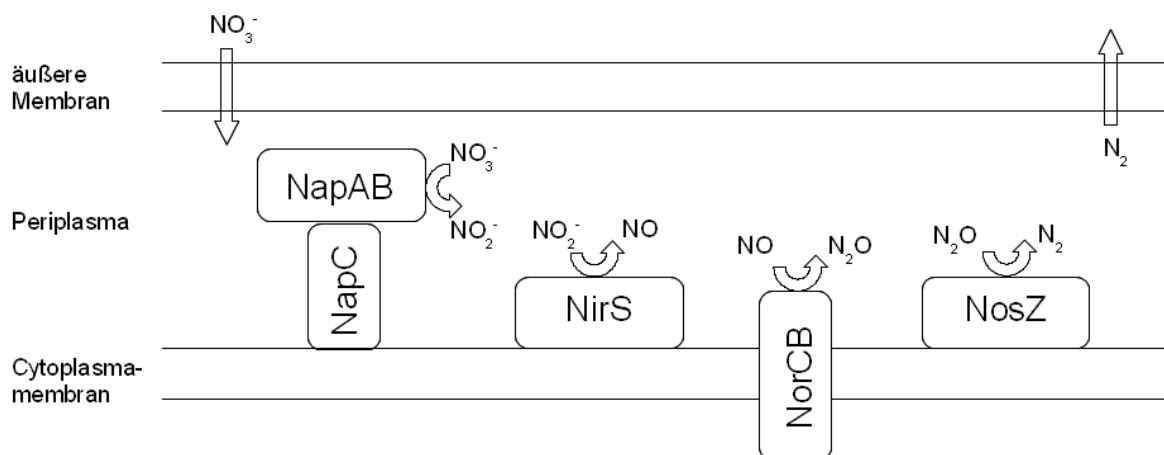 NO₃⁻
äußere
Membran
N₂
NapAB
NO₃⁻
NO₂⁻
Periplasma
NapC
NO₂⁻
NO
NirS
NO
N₂O
NorCB
N₂O
N₂
NosZ
Cytoplasma-
membran